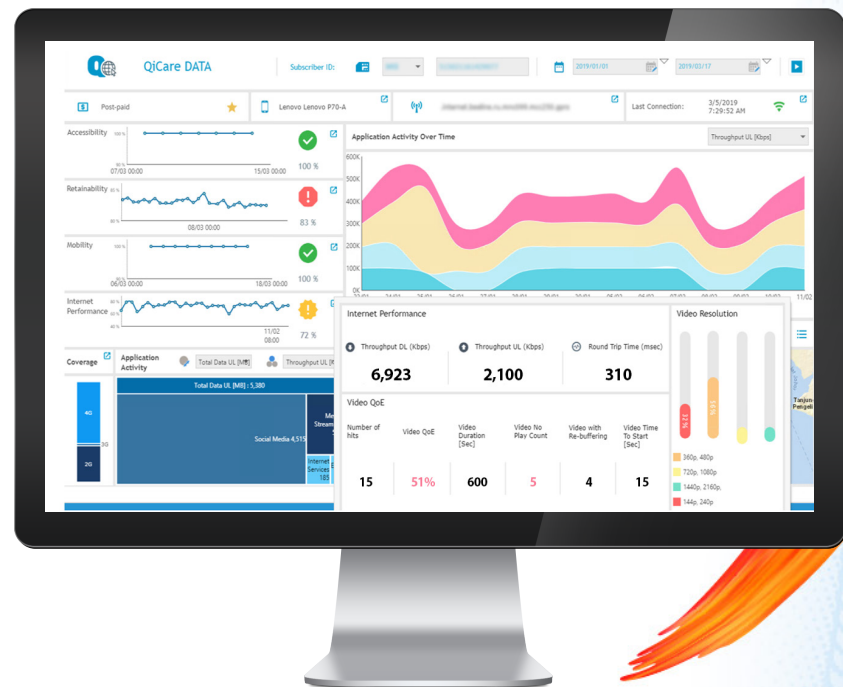 QiCare DATA
Subscriber ID:
2019/01/01
2019/03/17
Post-paid
Lenovo Lenovo P70-A
Last Connection:
3/5/2019
7:29:52 AM
Accessibility
100 %
07/03 00:00
15/03 00:00
100 %
Retainability
08/03 00:00
83 %
Mobility
100 %
06/03 00:00
18/03 00:00
100 %
Internet
Performance
11/02
08:00
72 %
Application Activity Over Time
Throughput UL [Kbps]
600K
500K
400K
300K
200K
100K
0K
11/02
Coverage
4G
3G
2G
Application
Activity
Total Data UL [MB]
Throughput UL
Total Data UL [MB] : 5,380
Social Media 4,515
Internet
Services
185
Internet Performance
Throughput DL (Kbps)
Throughput UL (Kbps)
Round Trip Time (msec)
6,923
2,100
310
Video QoE
Number of
hits
Video QoE
Video
Duration
[Sec]
Video No
Play Count
Video with
Re-buffering
Video Time
To Start
[Sec]
15
51%
600
5
4
15
Video Resolution
32%
360p, 480p
720p, 1080p
1440p, 2160p,
144p, 240p